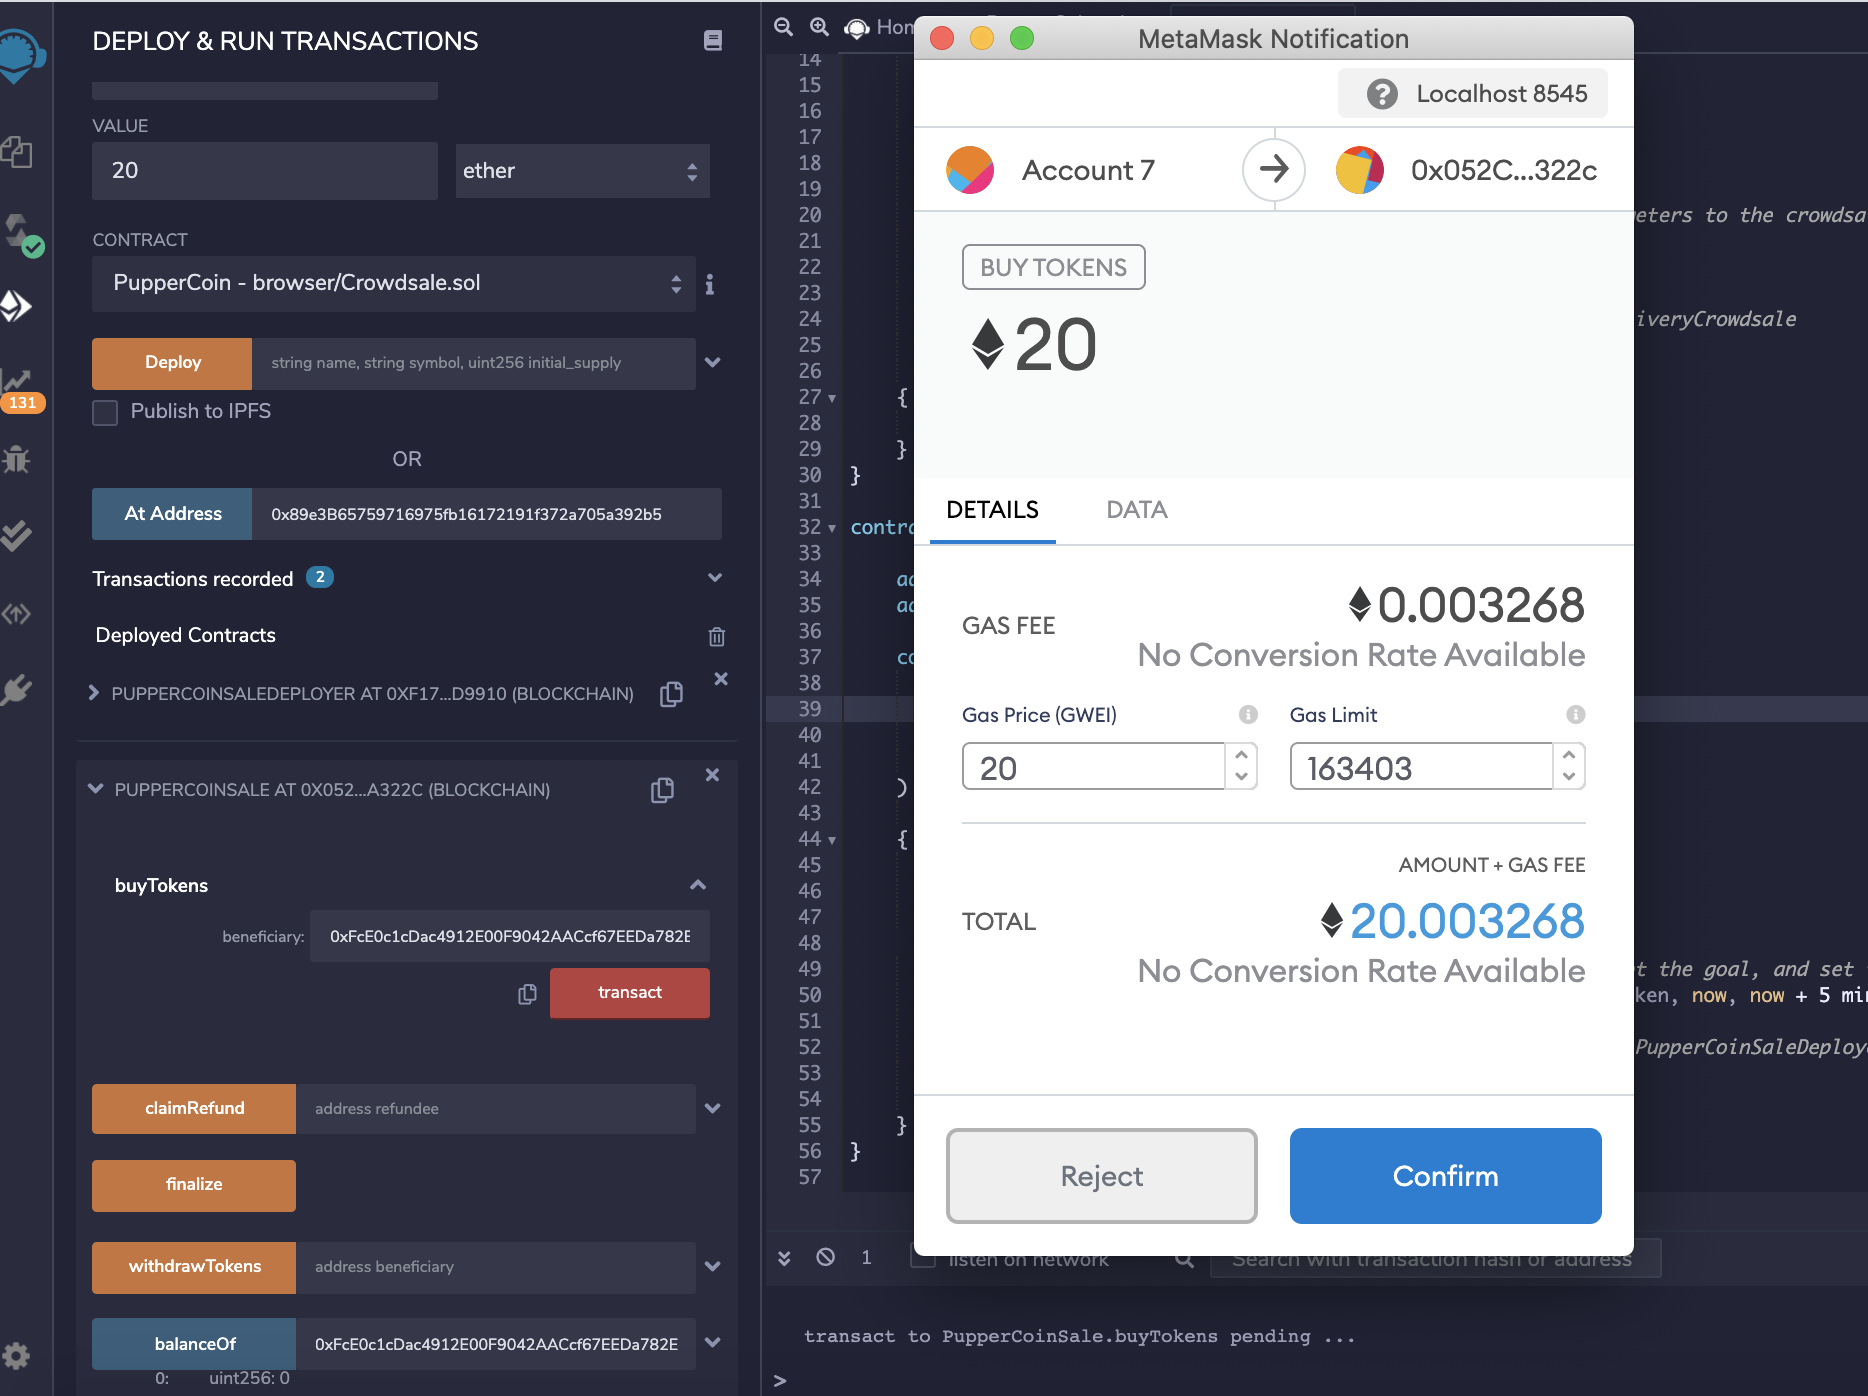 DEPLOY & RUN TRANSACTIONS
VALUE
20
ether
CONTRACT
PupperCoin - browser/Crowdsale.sol
Deploy
string name, string symbol, uint256 initial_supply
131
Publish to IPFS
OR
At Address
0x89e3B65759716975fb16172191f372a705a392b5
Transactions recorded 2
Deployed Contracts
PUPPERCOINSALEDEPLOYER AT 0XF17...D9910 (BLOCKCHAIN)
PUPPERCOINSALE AT 0X052...A322C (BLOCKCHAIN)
buyTokens
beneficiary:
0xFcE0c1cDac4912E00F9042AACcf67EEDa782E
transact
claimRefund
address refundee
finalize
withdrawTokens
address beneficiary
balanceOf
0xFcE0c1cDac4912E00F9042AACcf67EEDa782E
0: uint256: 0
14
15
16
17
18
19
20 eters to the crowdsa
21
22
23
24 iveryCrowdsale
25
26
27 {
28
29 }
30 }
31
32 contr
33
34
35
36
37
38
39
40
41
42 )
43
44 {
45
46
47
48
49 t the goal, and set
50 ken, now, now + 5 min
51
52 PupperCoinSaleDeploye
53
54
55 }
56 }
57
1
listen on network
Search with transaction hash or address
transact to PupperCoinSale.buyTokens pending ...
>
MetaMask Notification
Localhost 8545
Account 7
0x052C...322c
BUY TOKENS
20
DETAILS
DATA
GAS FEE
0.003268
No Conversion Rate Available
Gas Price (GWEI)
Gas Limit
20
163403
AMOUNT + GAS FEE
TOTAL
20.003268
No Conversion Rate Available
Reject
Confirm